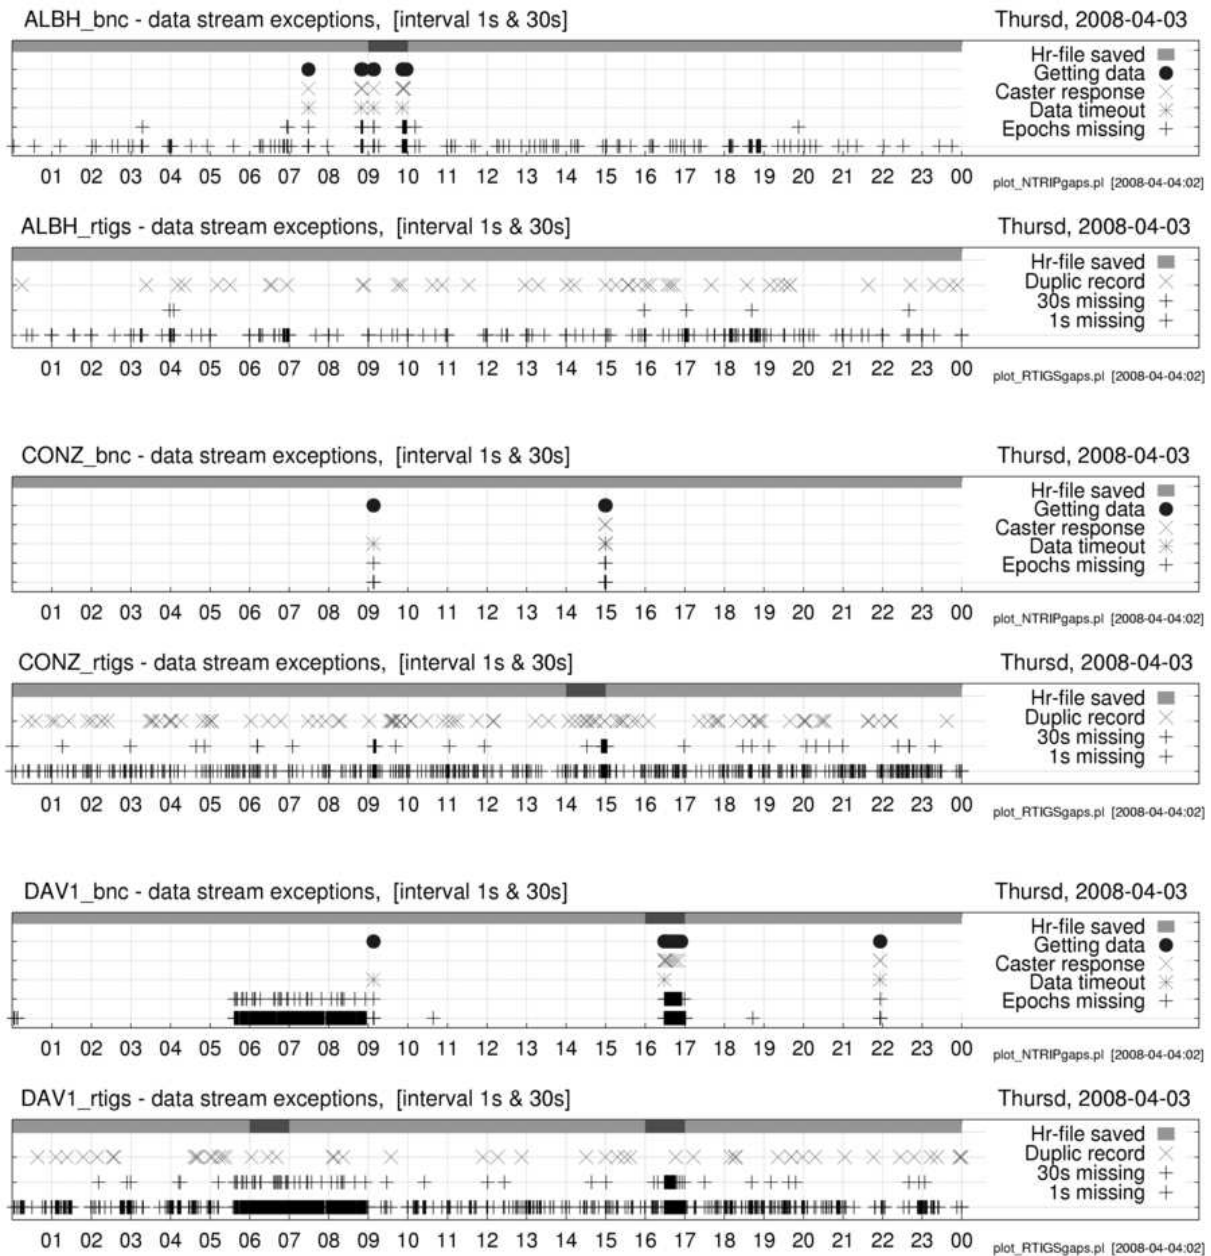 ALBH_bnc - data stream exceptions, [interval 1s & 30s] Thursd, 2008-04-03
Hr-file saved
Getting data
Caster response
Data timeout
Epochs missing
01 02 03 04 05 06 07 08 09 10 11 12 13 14 15 16 17 18 19 20 21 22 23 00
plot_NTRIPgaps.pl [2008-04-04:02]
ALBH_rtigs - data stream exceptions, [interval 1s & 30s] Thursd, 2008-04-03
Hr-file saved
Duplic record
30s missing
1s missing
01 02 03 04 05 06 07 08 09 10 11 12 13 14 15 16 17 18 19 20 21 22 23 00
plot_RTIGSgaps.pl [2008-04-04:02]
CONZ_bnc - data stream exceptions, [interval 1s & 30s] Thursd, 2008-04-03
Hr-file saved
Getting data
Caster response
Data timeout
Epochs missing
01 02 03 04 05 06 07 08 09 10 11 12 13 14 15 16 17 18 19 20 21 22 23 00
plot_NTRIPgaps.pl [2008-04-04:02]
CONZ_rtigs - data stream exceptions, [interval 1s & 30s] Thursd, 2008-04-03
Hr-file saved
Duplic record
30s missing
1s missing
01 02 03 04 05 06 07 08 09 10 11 12 13 14 15 16 17 18 19 20 21 22 23 00
plot_RTIGSgaps.pl [2008-04-04:02]
DAV1_bnc - data stream exceptions, [interval 1s & 30s] Thursd, 2008-04-03
Hr-file saved
Getting data
Caster response
Data timeout
Epochs missing
01 02 03 04 05 06 07 08 09 10 11 12 13 14 15 16 17 18 19 20 21 22 23 00
plot_NTRIPgaps.pl [2008-04-04:02]
DAV1_rtigs - data stream exceptions, [interval 1s & 30s] Thursd, 2008-04-03
Hr-file saved
Duplic record
30s missing
1s missing
01 02 03 04 05 06 07 08 09 10 11 12 13 14 15 16 17 18 19 20 21 22 23 00
plot_RTIGSgaps.pl [2008-04-04:02]